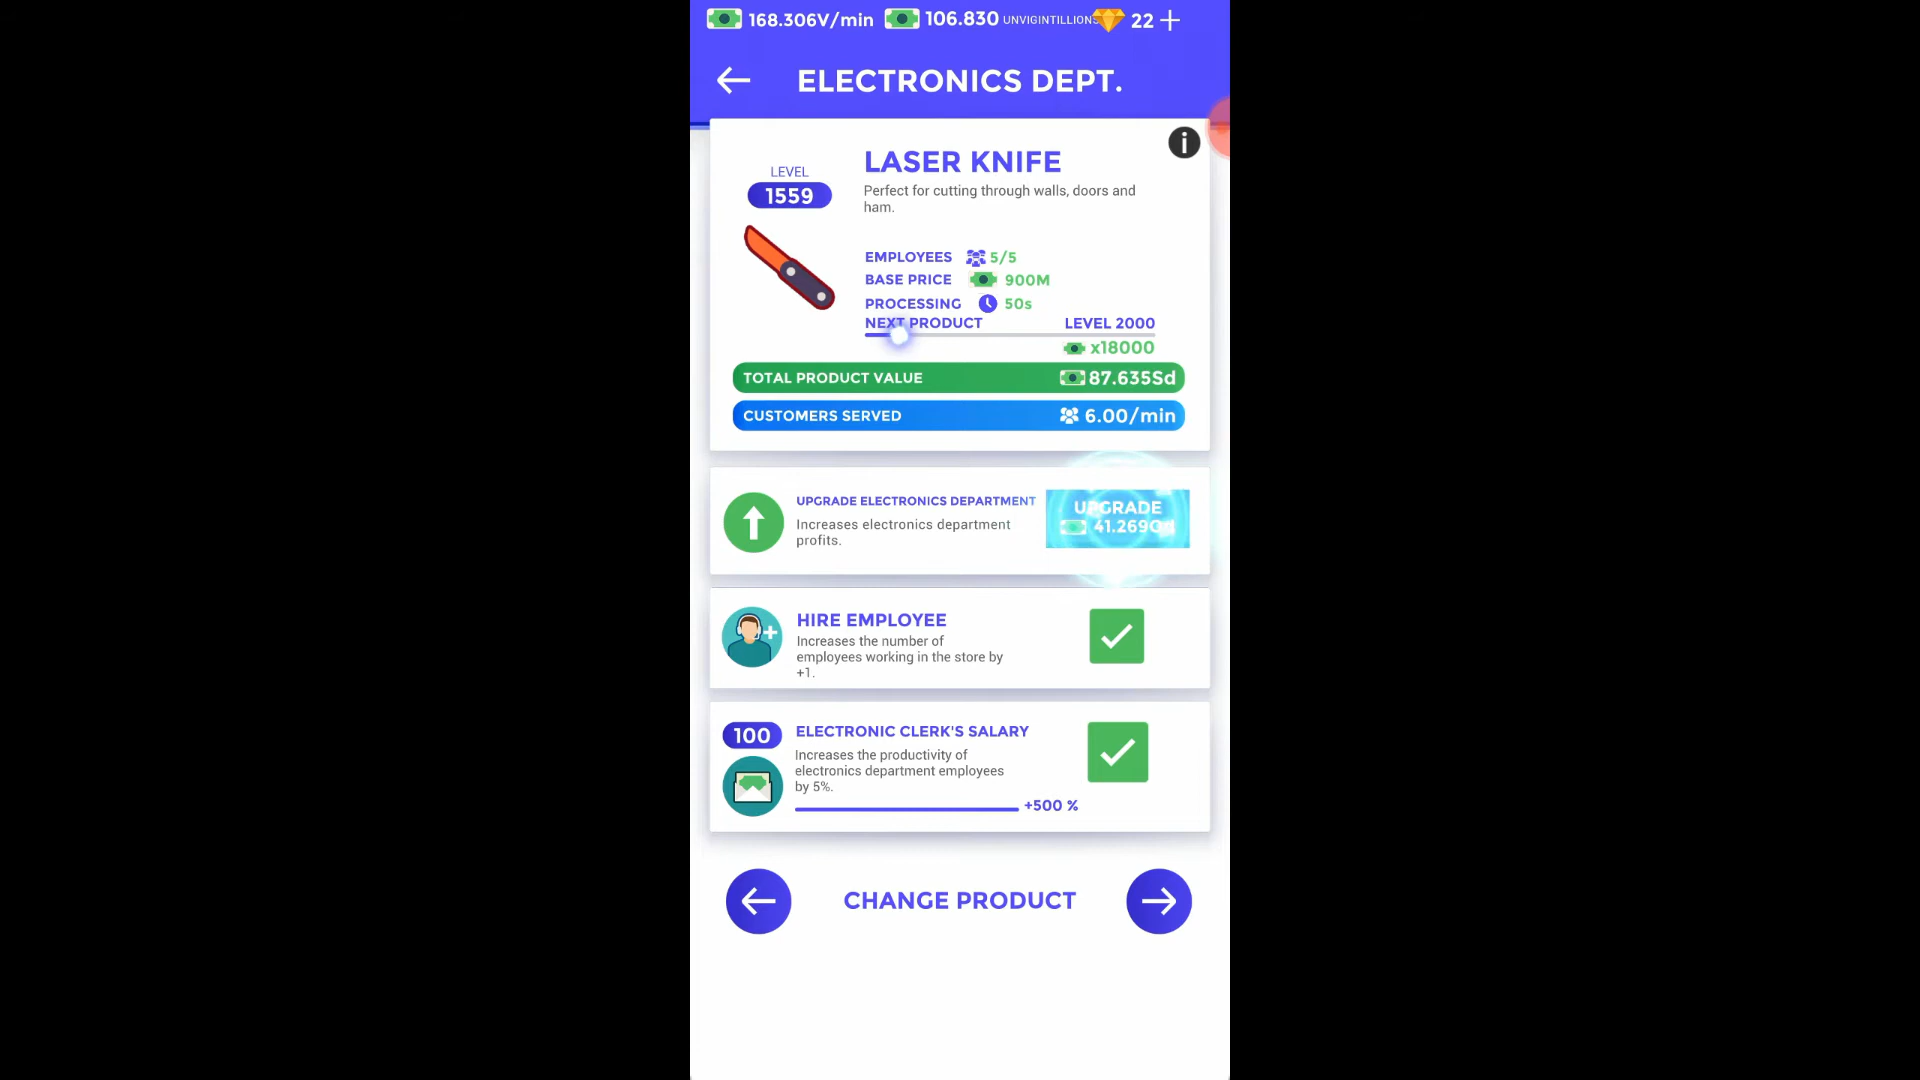 168.306V/min 106.830 UNVIGINTILLIONS 22 +
ELECTRONICS DEPT.
i
LASER KNIFE
LEVEL
1559
Perfect for cutting through walls, doors and
ham.
EMPLOYEES 5/5
BASE PRICE 900M
PROCESSING 50s
NEXT PRODUCT LEVEL 2000
x18000
TOTAL PRODUCT VALUE 87.635Sd
CUSTOMERS SERVED 6.00/min
UPGRADE ELECTRONICS DEPARTMENT
Increases electronics department
profits.
UPGRADE
HIRE EMPLOYEE
Increases the number of
employees working in the store by
+1.
100
ELECTRONIC CLERK'S SALARY
Increases the productivity of
electronics department employees
by 5%.
+500 %
CHANGE PRODUCT